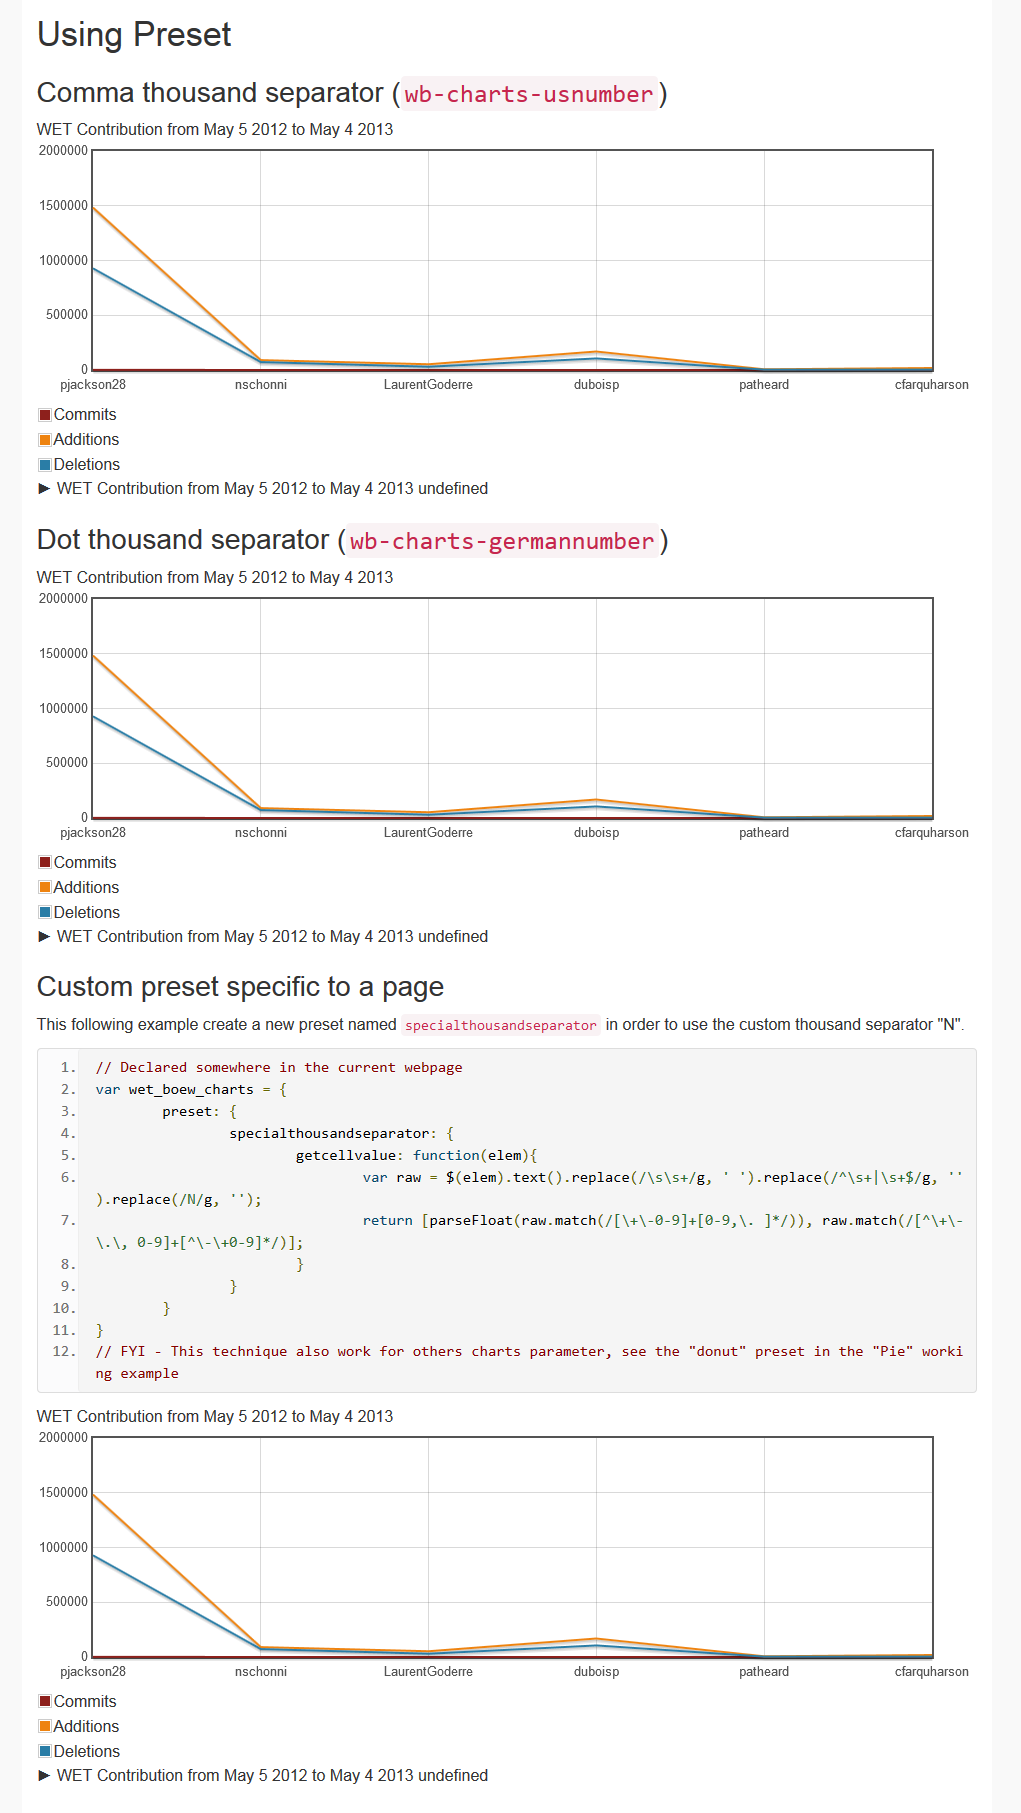 Using Preset
Comma thousand separator (wb-charts-usnumber)
WET Contribution from May 5 2012 to May 4 2013
2000000
1500000
1000000
500000
0
pjackson28 nschonni LaurentGoderre duboisp patheard cfarquharson
Commits
Additions
Deletions
► WET Contribution from May 5 2012 to May 4 2013 undefined
Dot thousand separator (wb-charts-germannumber)
WET Contribution from May 5 2012 to May 4 2013
2000000
1500000
1000000
500000
0
pjackson28 nschonni LaurentGoderre duboisp patheard cfarquharson
Commits
Additions
Deletions
► WET Contribution from May 5 2012 to May 4 2013 undefined
Custom preset specific to a page
This following example create a new preset named specialthousandseparator in order to use the custom thousand separator "N".
1. // Declared somewhere in the current webpage
2. var wet_boew_charts = {
3. preset: {
4. specialthousandseparator: {
5. getcellvalue: function(elem){
6. var raw = $(elem).text().replace(/\s\s+/g, ' ').replace(/^\s+|\s+$/g, ''
).replace(/N/g, '');
7. return [parseFloat(raw.match(/[\+\-0-9]+[0-9,\. ]*/)), raw.match(/[^\+\-
\.\, 0-9]+[^\-\+0-9]*/)];
8. }
9. }
10. }
11. }
12. // FYI - This technique also work for others charts parameter, see the "donut" preset in the "Pie" worki
ng example
WET Contribution from May 5 2012 to May 4 2013
2000000
1500000
1000000
500000
0
pjackson28 nschonni LaurentGoderre duboisp patheard cfarquharson
Commits
Additions
Deletions
► WET Contribution from May 5 2012 to May 4 2013 undefined